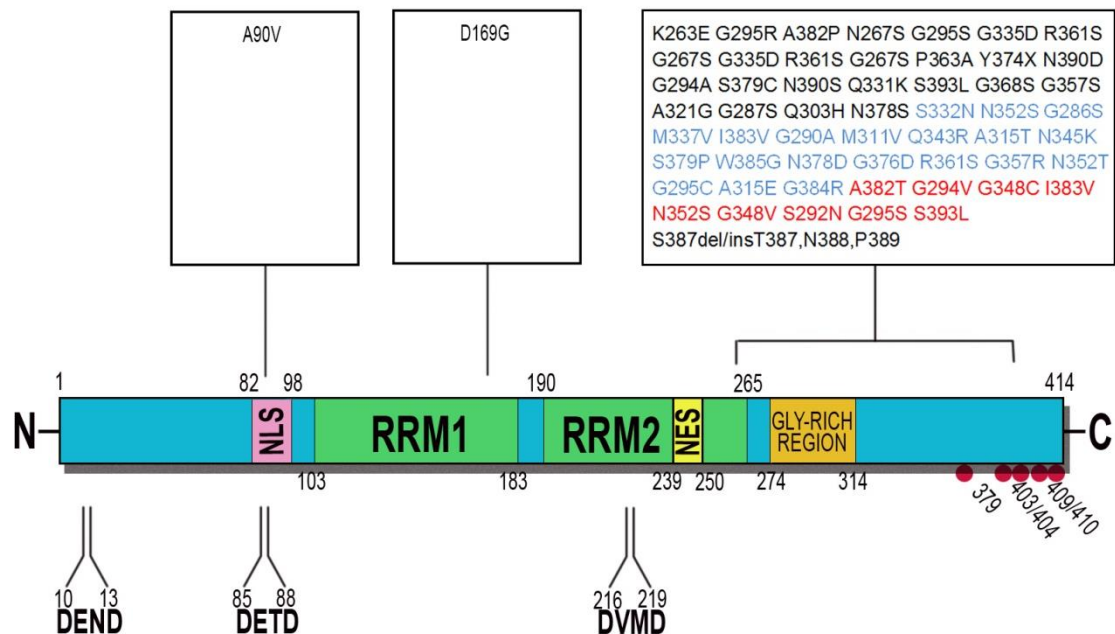 A90V
D169G
K263E G295R A382P N267S G295S G335D R361S
G267S G335D R361S G267S P363A Y374X N390D
G294A S379C N390S Q331K S393L G368S G357S
A321G G287S Q303H N378S S332N N352S G286S
M337V I383V G290A M311V Q343R A315T N345K
S379P W385G N378D G376D R361S G357R N352T
G295C A315E G384R A382T G294V G348C I383V
N352S G348V S292N G295S S393L
S387del/insT387,N388,P389
1 82 98 190 265 414
N NLS RRM1 RRM2 NES GLY-RICH REGION C
103 183 239 250 274 314
379 403/404 409/410
10 13 85 88 216 219
DEND DETD DVMD